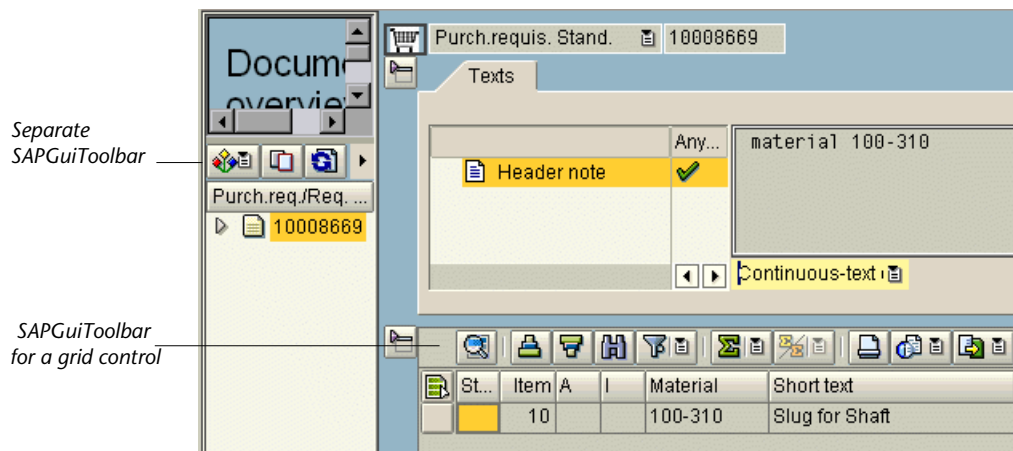 Separate
SAPGuiToolbar
SAPGuiToolbar
for a grid control
Docume
overvie
Purch.req./Req. ...
10008669
Purch.requis. Stand. 10008669
Texts
Any...
Header note
material 100-310
Continuous-text
St... Item A I Material Short text
10 100-310 Slug for Shaft